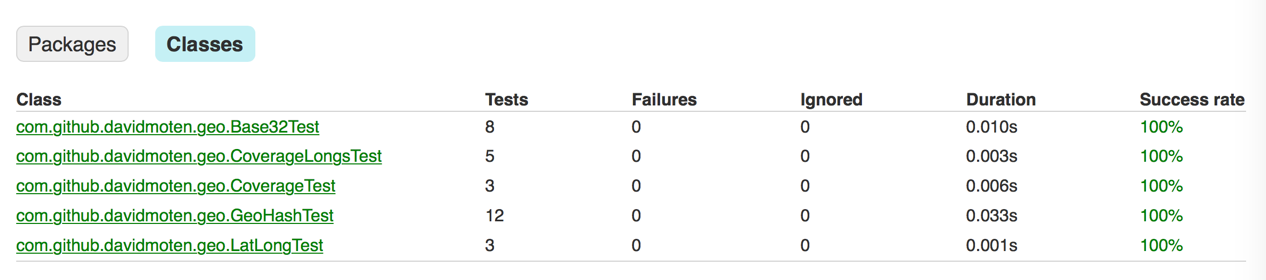 Packages Classes
Class Tests Failures Ignored Duration Success rate
com.github.davidmoten.geo.Base32Test 8 0 0 0.010s 100%
com.github.davidmoten.geo.CoverageLongsTest 5 0 0 0.003s 100%
com.github.davidmoten.geo.CoverageTest 3 0 0 0.006s 100%
com.github.davidmoten.geo.GeoHashTest 12 0 0 0.033s 100%
com.github.davidmoten.geo.LatLongTest 3 0 0 0.001s 100%